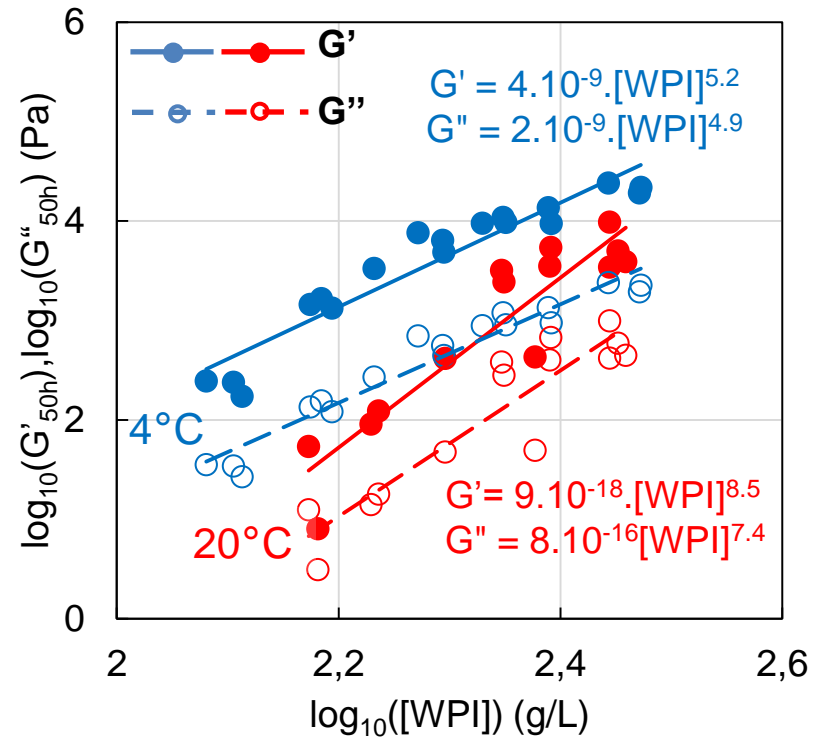 6
G’
G’’
G' = 4.10⁻⁹.[WPI]⁵·²
G" = 2.10⁻⁹.[WPI]⁴·⁹
4
2
4°C
20°C
G'= 9.10⁻¹⁸.[WPI]⁸·⁵
G" = 8.10⁻¹⁶[WPI]⁷·⁴
0
2
2,2
2,4
2,6
log₁₀([WPI]) (g/L)
log₁₀(G’₅₀ₕ),log₁₀(G“₅₀ₕ) (Pa)